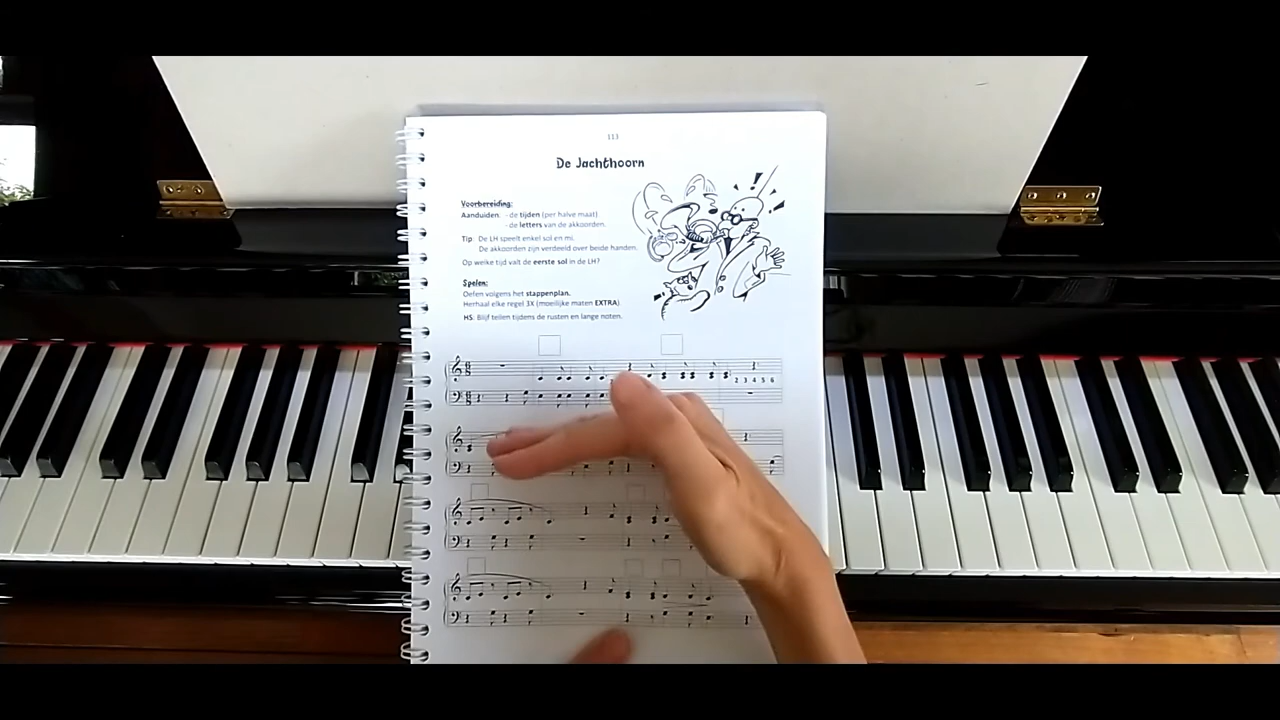 113
De Jachthoorn
Voorbereiding:
Aanduiden: - de tijden (per halve maat)
- de letters van de akkoorden.
Tip: De LH speelt enkel sol en mi.
De akkoorden zijn verdeeld over beide handen.
Op welke tijd valt de eerste sol in de LH?
Spelen:
Oefen volgens het stappenplan.
Herhaal elke regel 3X (moeilijke maten EXTRA).
HS: Blijf tellen tijdens de rusten en lange noten.
2 3 4 5 6